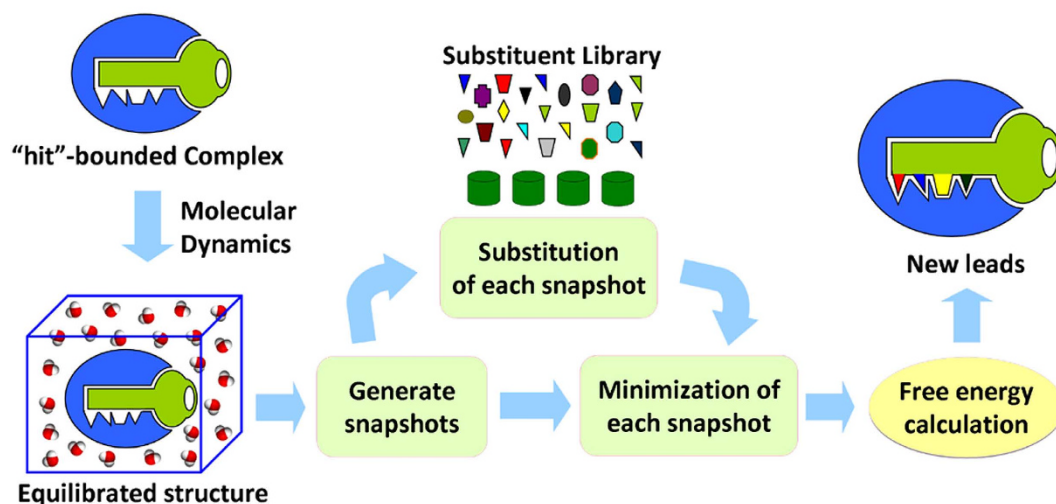 "hit"-bounded Complex
Molecular
Dynamics
Equilibrated structure
Substituent Library
Substitution
of each snapshot
Generate
snapshots
Minimization of
each snapshot
Free energy
calculation
New leads